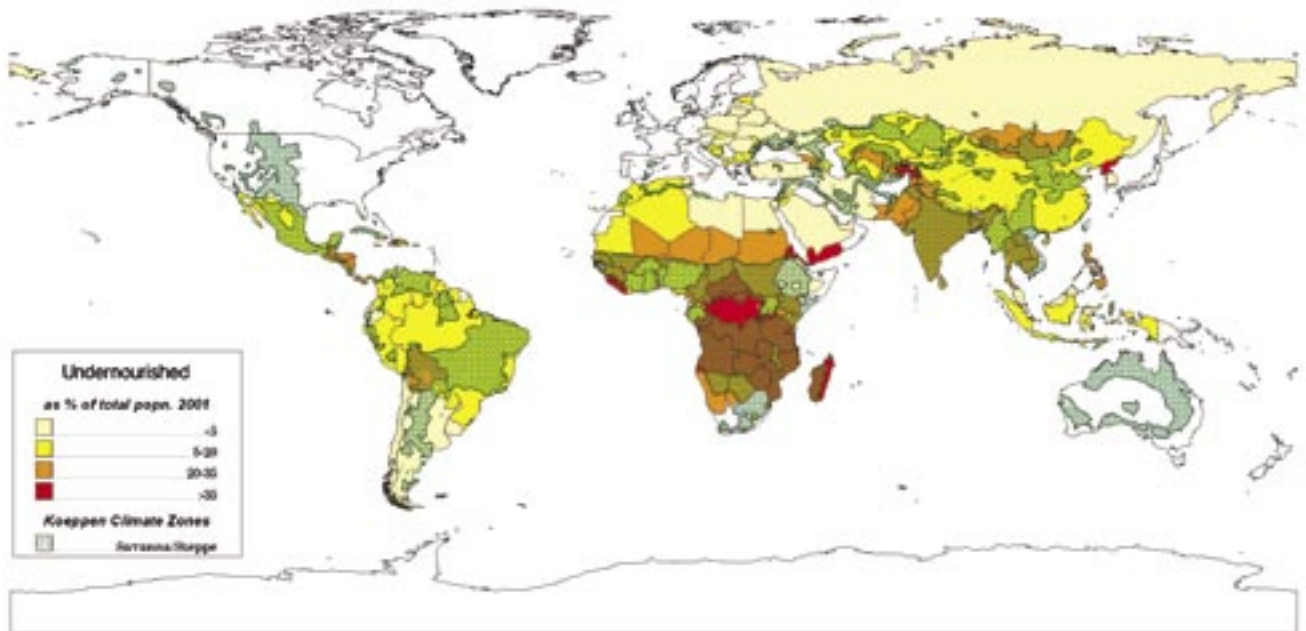 Undernourished
as % of total popn. 2001
<5
5-20
20-35
>35
Koeppen Climate Zones
Savanna/Steppe